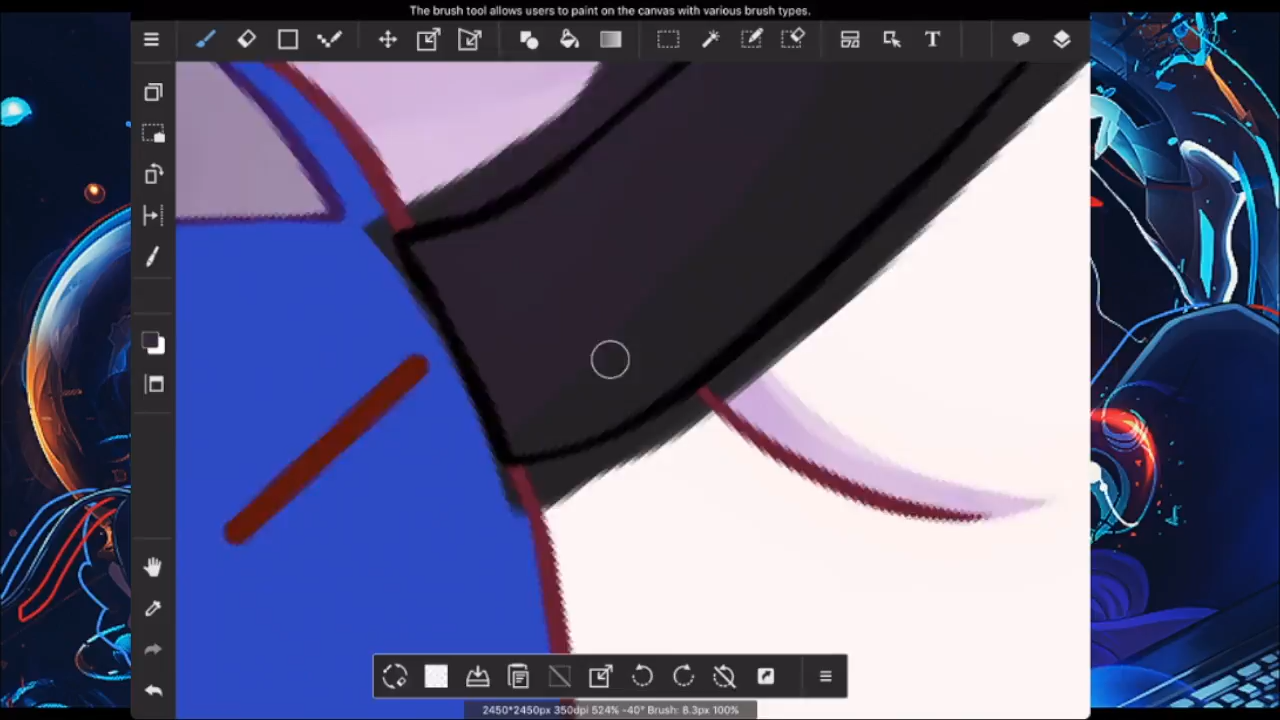 The brush tool allows users to paint on the canvas with various brush types.
T
2450*2450px 350dpi 524% -40° Brush: 8.3px 100%